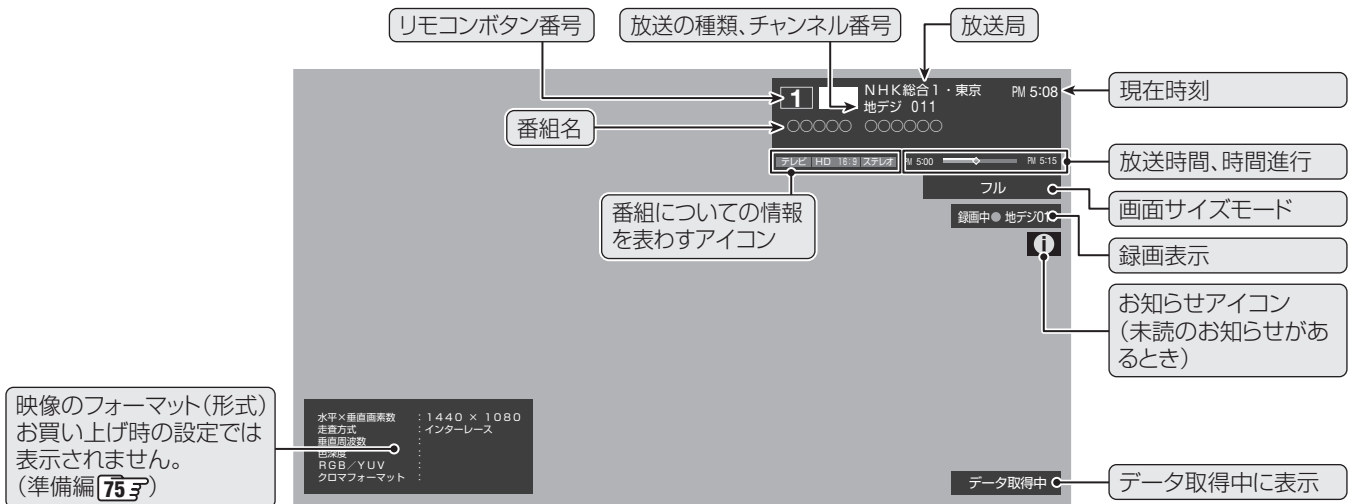 リモコンボタン番号
放送の種類、チャンネル番号
放送局
1
NHK総合1・東京
PM 5:08
現在時刻
地デジ 011
番組名
○○○○○ ○○○○○○
テレビ HD 16:9 ステレオ
PM 5:00
PM 5:15
放送時間、時間進行
フル
画面サイズモード
番組についての情報
を表わすアイコン
録画中● 地デジ01
録画表示
i
お知らせアイコン
(未読のお知らせがあ
るとき)
映像のフォーマット(形式)
お買い上げ時の設定では
表示されません。
(準備編 75 )
水平×垂直画素数 :1440 × 1080
走査方式 :インターレース
垂直周波数 :
色深度 :
RGB/YUV :
クロマフォーマット :
データ取得中
データ取得中に表示